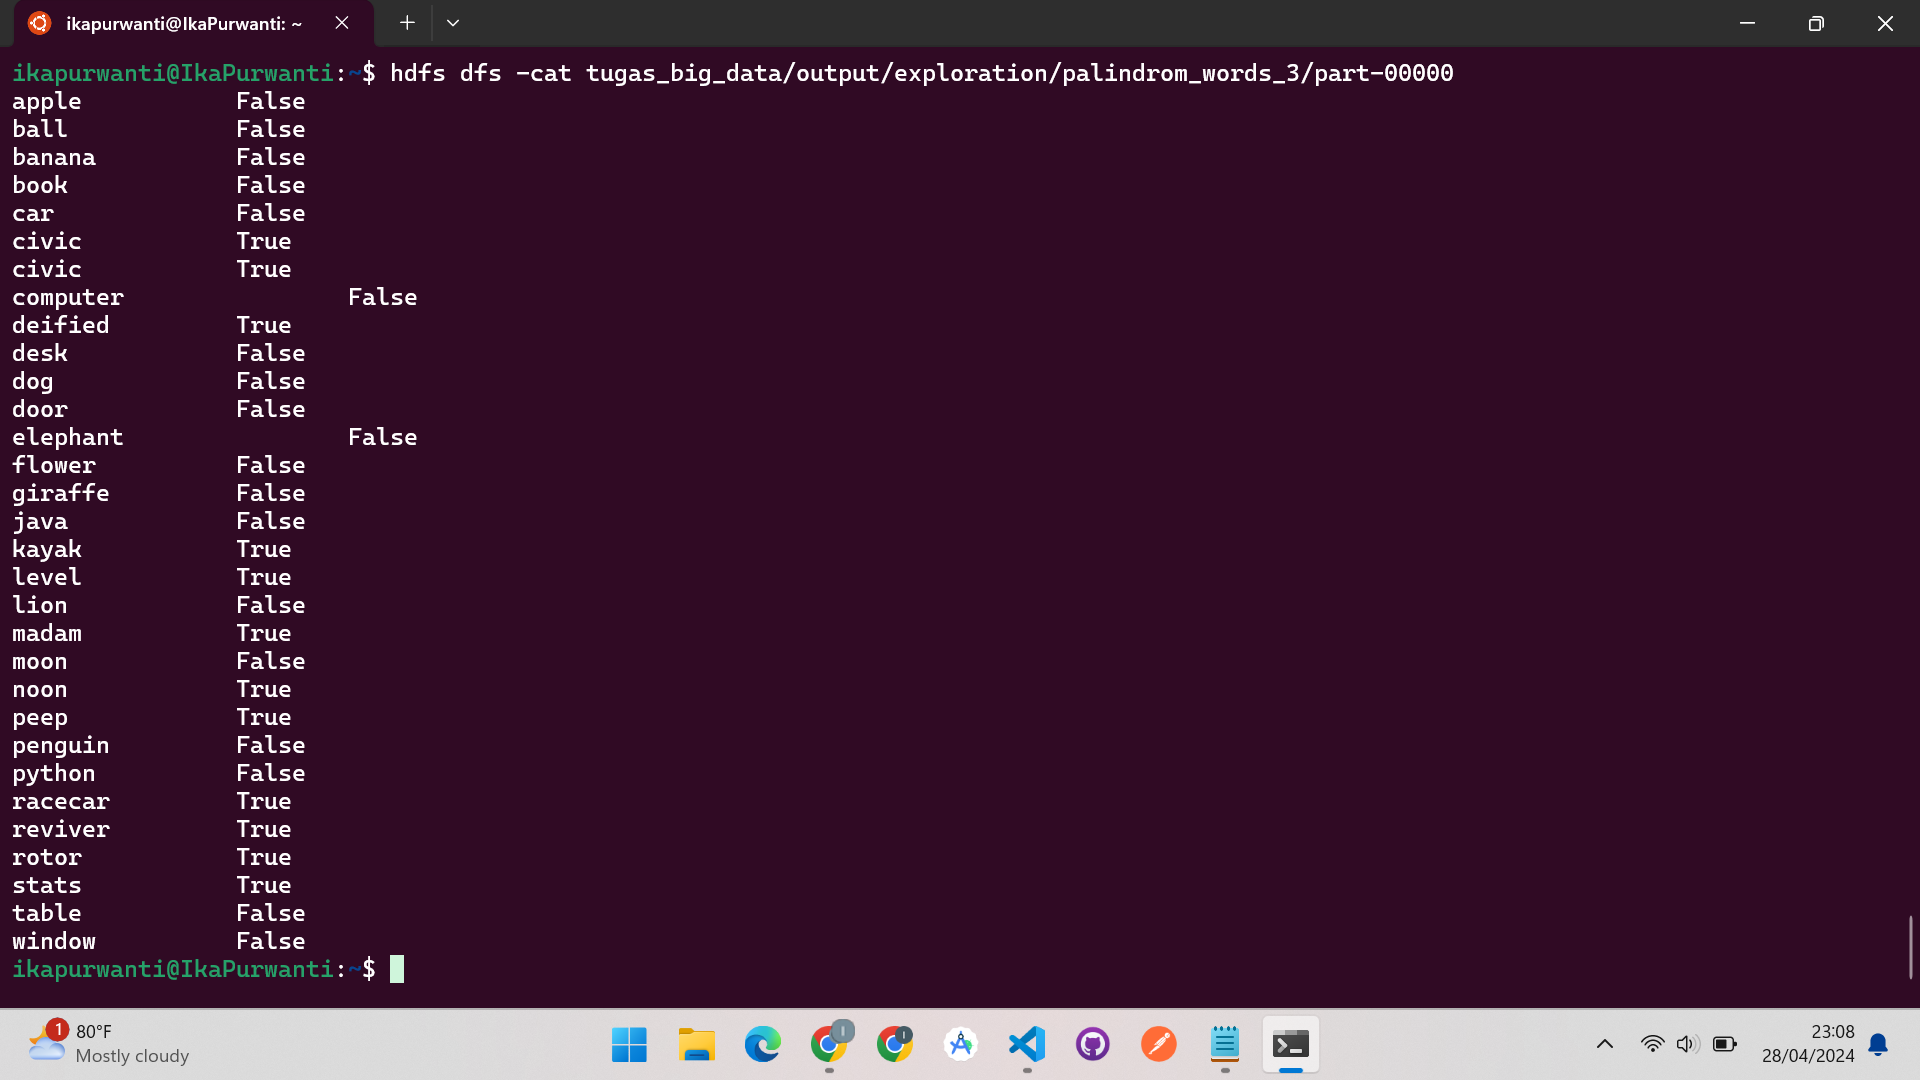 ikapurwanti@IkaPurwanti: ~
ikapurwanti@IkaPurwanti:~$ hdfs dfs -cat tugas_big_data/output/exploration/palindrom_words_3/part-00000
apple False
ball False
banana False
book False
car False
civic True
civic True
computer False
deified True
desk False
dog False
door False
elephant False
flower False
giraffe False
java False
kayak True
level True
lion False
madam True
moon False
noon True
peep True
penguin False
python False
racecar True
reviver True
rotor True
stats True
table False
window False
ikapurwanti@IkaPurwanti:~$
1
80°F
Mostly cloudy
I
I
23:08
28/04/2024